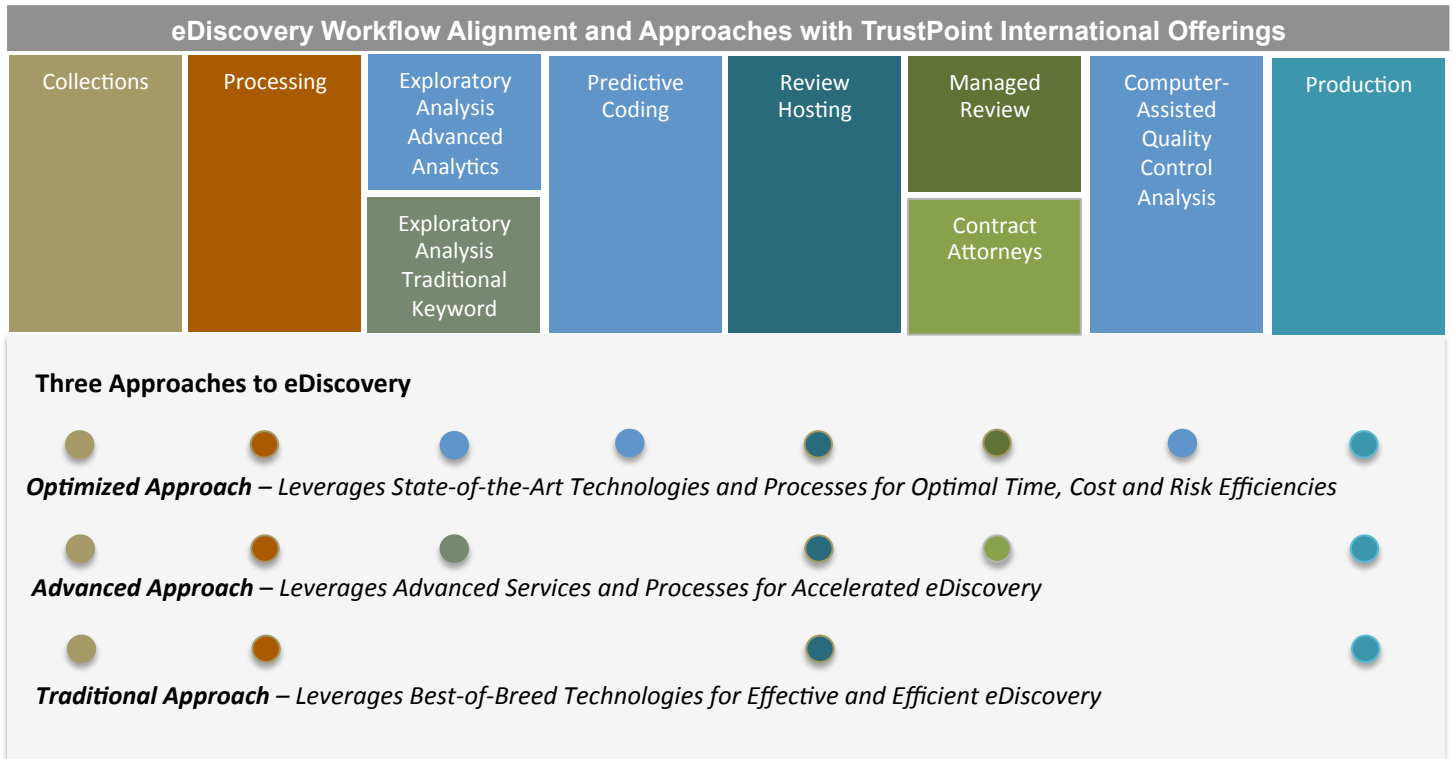 eDiscovery Workflow Alignment and Approaches with TrustPoint International Offerings
Collections
Processing
Exploratory
Analysis
Advanced
Analytics
Exploratory
Analysis
Traditional
Keyword
Predictive
Coding
Review
Hosting
Managed
Review
Contract
Attorneys
Computer-
Assisted
Quality
Control
Analysis
Production
Three Approaches to eDiscovery
Optimized Approach – Leverages State-of-the-Art Technologies and Processes for Optimal Time, Cost and Risk Efficiencies
Advanced Approach – Leverages Advanced Services and Processes for Accelerated eDiscovery
Traditional Approach – Leverages Best-of-Breed Technologies for Effective and Efficient eDiscovery